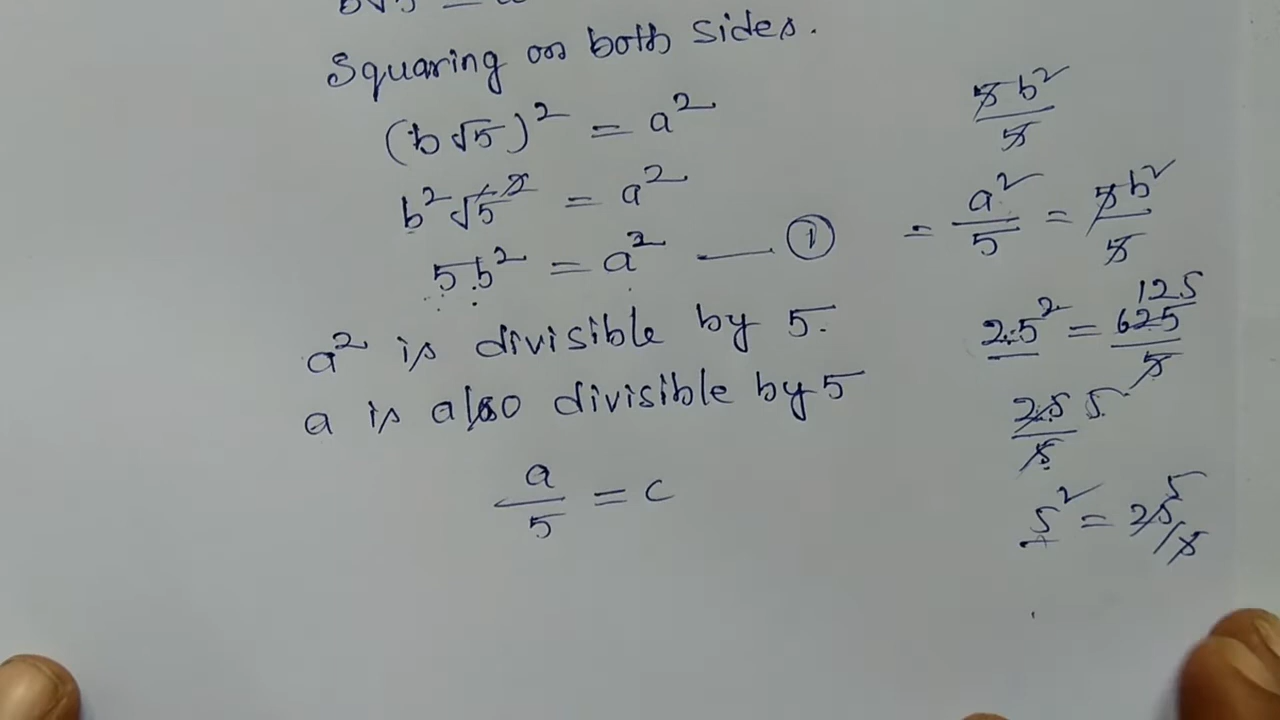 b√5 = a
Squaring on both sides.
(b√5)² = a²
b²√5² = a²
5b² = a² — ①
a² is divisible by 5.
a is also divisible by 5
a/5 = c
5b²/5
= a²/5 = 5b²/5
25² = 625/5 125
25/5 5
5² = 25/5 5